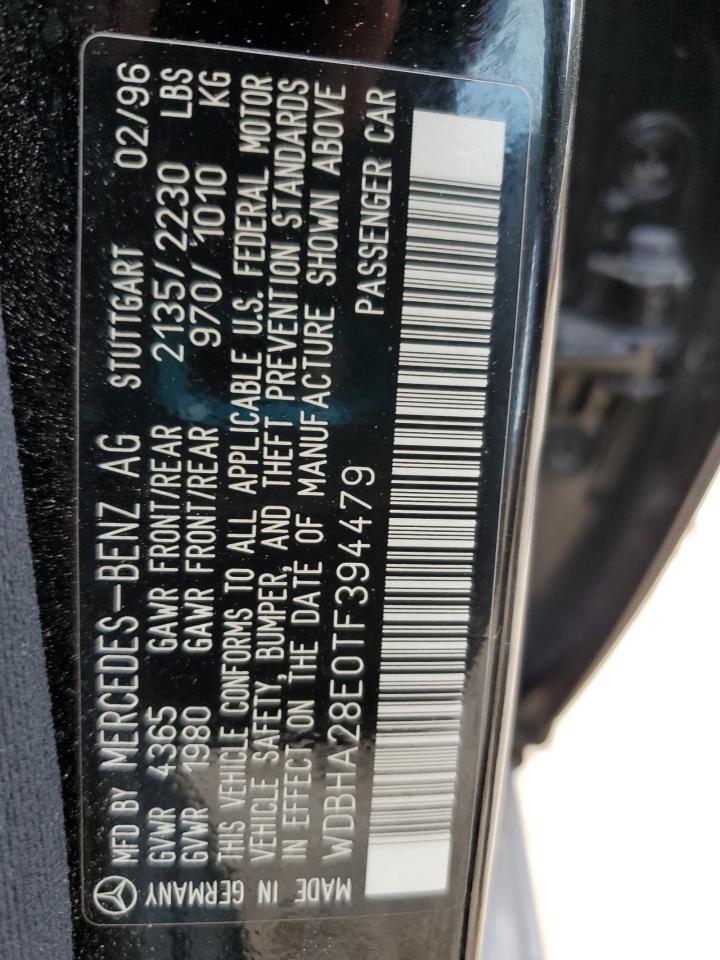 MFD BY MERCEDES-BENZ AG STUTTGART 02/96
GVWR 4365 GAWR FRONT/REAR 2135/2230 LBS
GVWR 1980 GAWR FRONT/REAR 970/1010 KG
THIS VEHICLE CONFORMS TO ALL APPLICABLE U.S. FEDERAL MOTOR
VEHICLE SAFETY, BUMPER, AND THEFT PREVENTION STANDARDS
IN EFFECT ON THE DATE OF MANUFACTURE SHOWN ABOVE
WDBHA28E0TF394479 PASSENGER CAR
MADE IN GERMANY